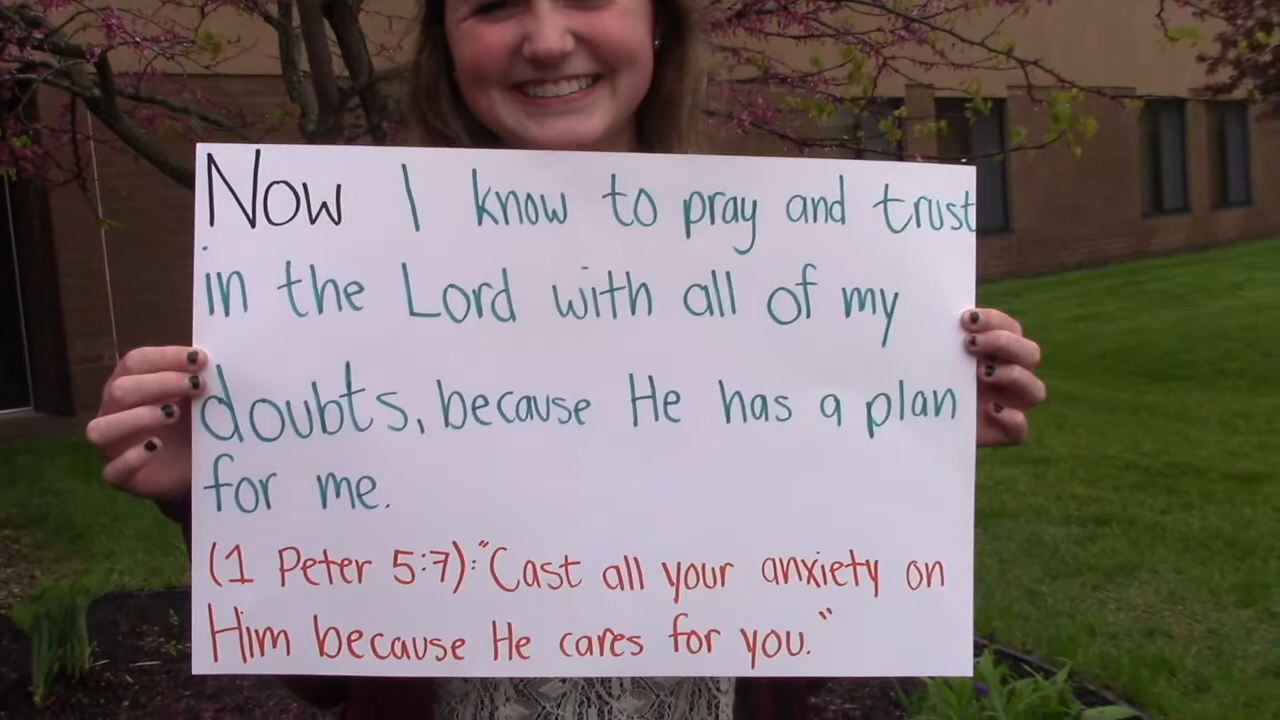 Now I know to pray and trust
in the Lord with all of my
doubts, because He has a plan
for me.
(1 Peter 5:7): "Cast all your anxiety on
Him because He cares for you."